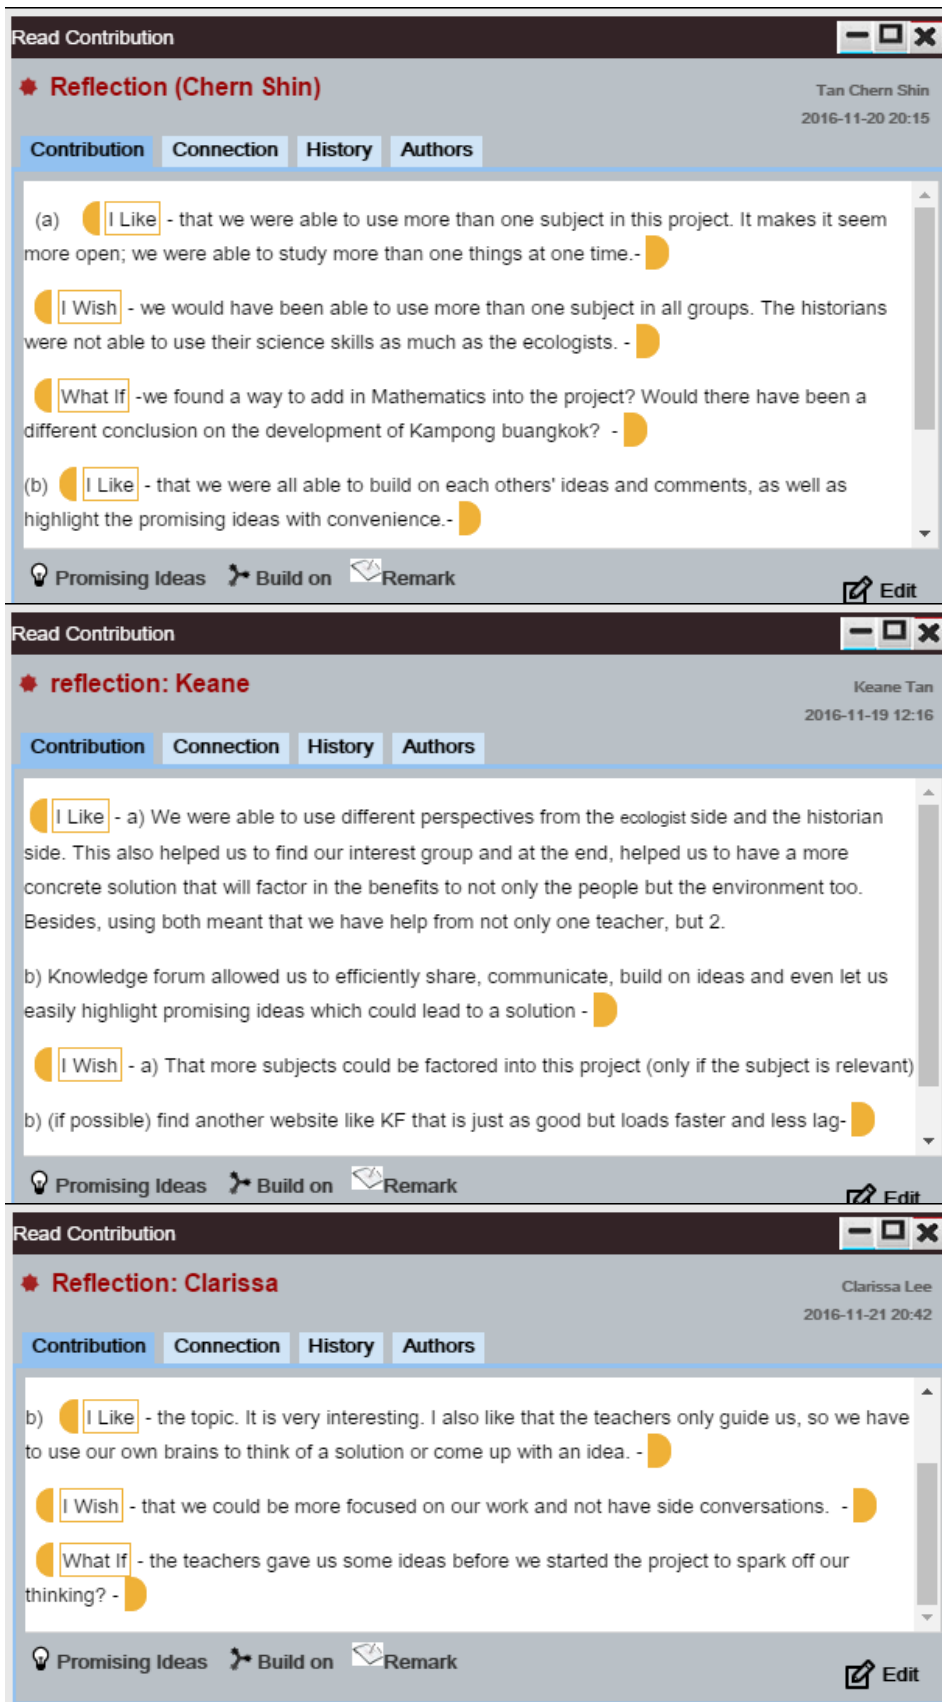 Read Contribution
Reflection (Chern Shin)
Tan Chern Shin
2016-11-20 20:15
Contribution Connection History Authors
(a) I Like - that we were able to use more than one subject in this project. It makes it seem
more open; we were able to study more than one things at one time.-
I Wish - we would have been able to use more than one subject in all groups. The historians
were not able to use their science skills as much as the ecologists. -
What If -we found a way to add in Mathematics into the project? Would there have been a
different conclusion on the development of Kampong buangkok? -
(b) I Like - that we were all able to build on each others' ideas and comments, as well as
highlight the promising ideas with convenience.-
Promising Ideas Build on Remark
Edit
Read Contribution
reflection: Keane
Keane Tan
2016-11-19 12:16
Contribution Connection History Authors
I Like - a) We were able to use different perspectives from the ecologist side and the historian
side. This also helped us to find our interest group and at the end, helped us to have a more
concrete solution that will factor in the benefits to not only the people but the environment too.
Besides, using both meant that we have help from not only one teacher, but 2.
b) Knowledge forum allowed us to efficiently share, communicate, build on ideas and even let us
easily highlight promising ideas which could lead to a solution -
I Wish - a) That more subjects could be factored into this project (only if the subject is relevant)
b) (if possible) find another website like KF that is just as good but loads faster and less lag-
Promising Ideas Build on Remark
Edit
Read Contribution
Reflection: Clarissa
Clarissa Lee
2016-11-21 20:42
Contribution Connection History Authors
b) I Like - the topic. It is very interesting. I also like that the teachers only guide us, so we have
to use our own brains to think of a solution or come up with an idea. -
I Wish - that we could be more focused on our work and not have side conversations. -
What If - the teachers gave us some ideas before we started the project to spark off our
thinking? -
Promising Ideas Build on Remark
Edit